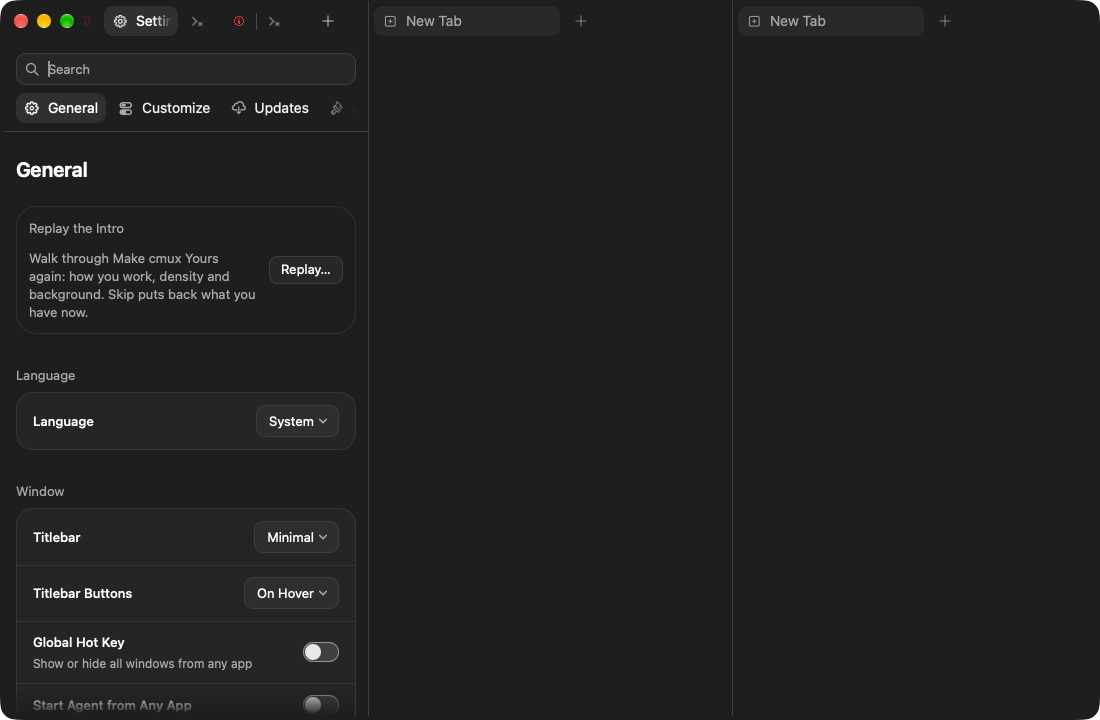 Settin
New Tab
New Tab
Search
General
Customize
Updates
General
Replay the Intro
Walk through Make cmux Yours
again: how you work, density and
background. Skip puts back what you
have now.
Replay...
Language
Language
System
Window
Titlebar
Minimal
Titlebar Buttons
On Hover
Global Hot Key
Show or hide all windows from any app
Start Agent from Any App